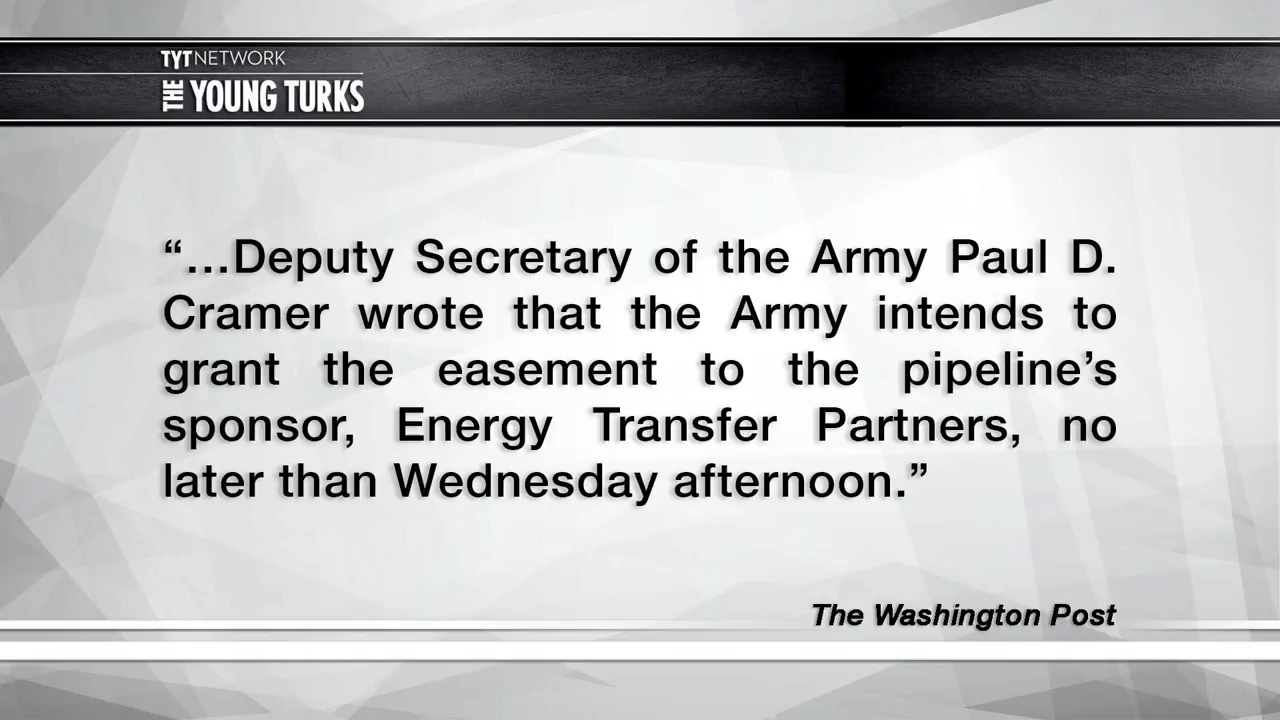 TYTNETWORK
THE YOUNG TURKS
“...Deputy Secretary of the Army Paul D.
Cramer wrote that the Army intends to
grant the easement to the pipeline’s
sponsor, Energy Transfer Partners, no
later than Wednesday afternoon.”
The Washington Post